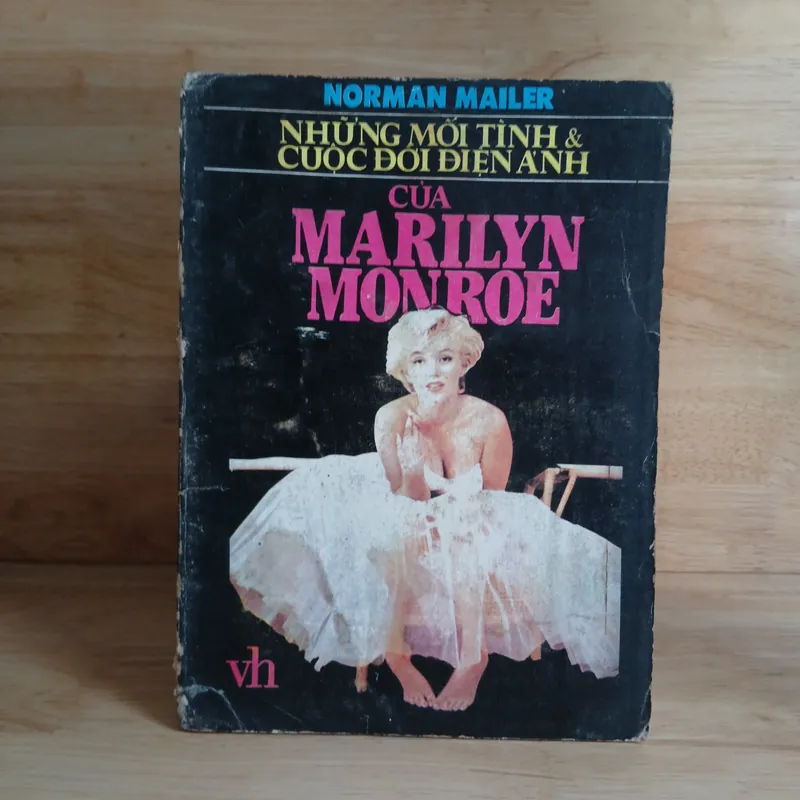 NORMAN MAILER
NHỮNG MỐI TÌNH &
CUỘC ĐỜI ĐIỆN ẢNH
CỦA
MARILYN
MONROE
vh